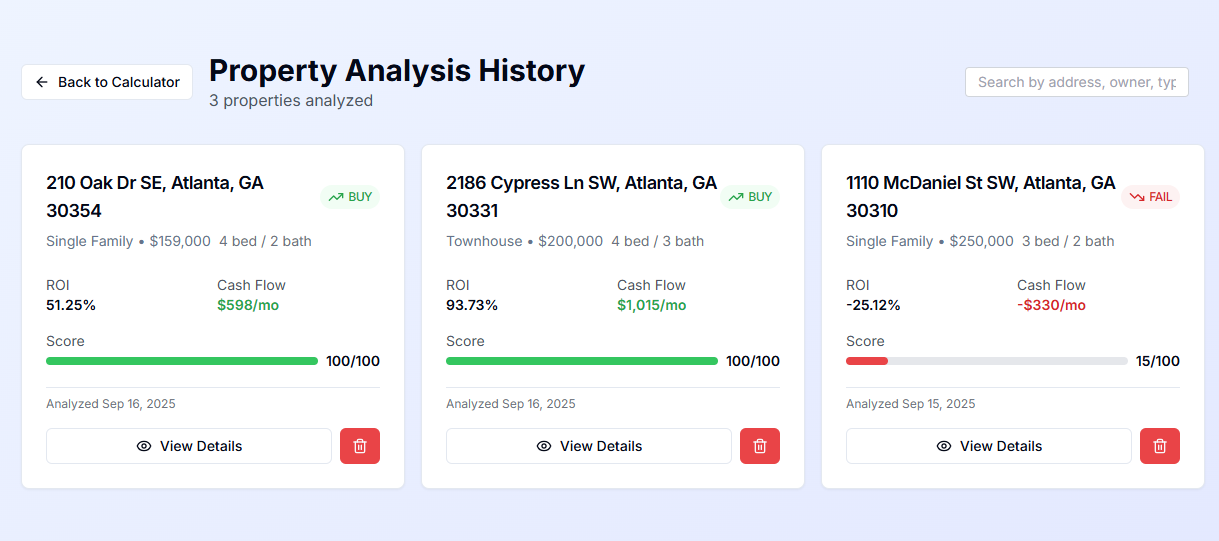 Back to Calculator
Property Analysis History
3 properties analyzed
Search by address, owner, typ
210 Oak Dr SE, Atlanta, GA
30354
BUY
Single Family • $159,000 4 bed / 2 bath
ROI
51.25%
Cash Flow
$598/mo
Score
100/100
Analyzed Sep 16, 2025
View Details
2186 Cypress Ln SW, Atlanta, GA
30331
BUY
Townhouse • $200,000 4 bed / 3 bath
ROI
93.73%
Cash Flow
$1,015/mo
Score
100/100
Analyzed Sep 16, 2025
View Details
1110 McDaniel St SW, Atlanta, GA
30310
FAIL
Single Family • $250,000 3 bed / 2 bath
ROI
-25.12%
Cash Flow
-$330/mo
Score
15/100
Analyzed Sep 15, 2025
View Details